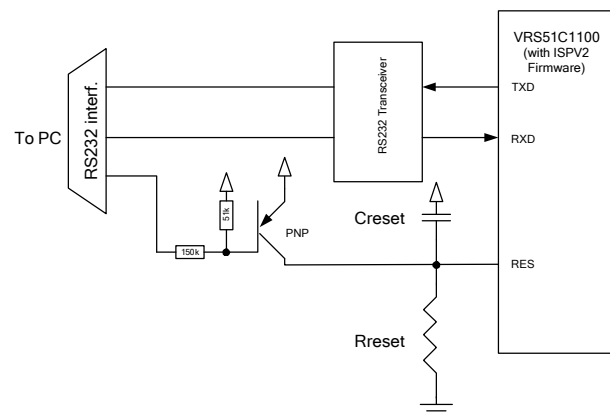 VRS51C1100
(with ISPV2
Firmware)
TXD
RXD
RES
RS232 Transceiver
RS232 interf.
To PC
51k
150k
PNP
Creset
Rreset